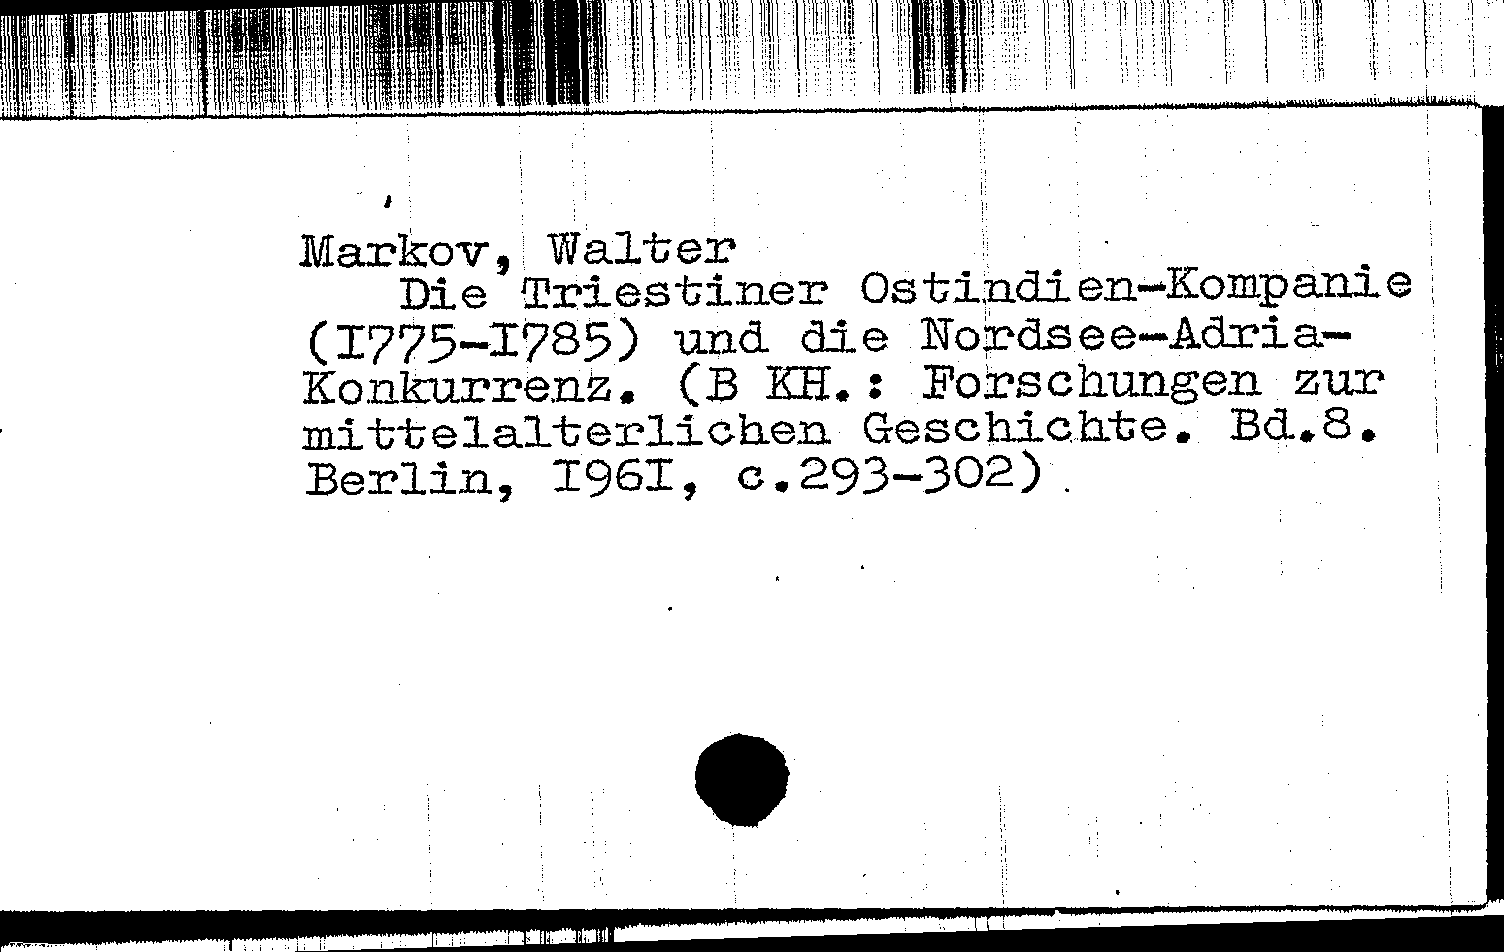 Markov, Walter
Die Triestiner Ostindien-Kompanie
(I775-I785) und die Nordsee-Adria-
Konkurrenz. (В КН.: Forschungen zur
mittelalterlichen Geschichte. Bd.8.
Berlin, I96I, с.293-302)